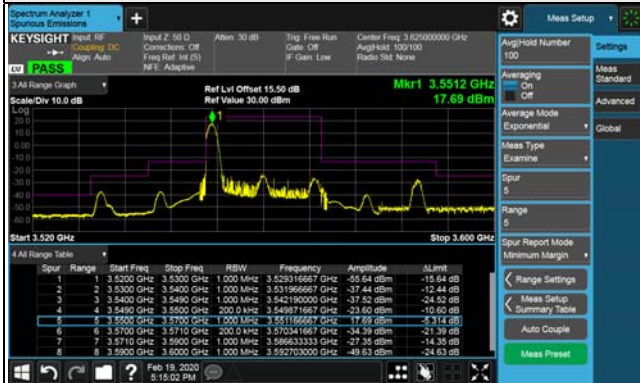 Spectrum Analyzer 1
Spurious Emissions
Meas Setup
KEYSIGHT
Input: RF
Coupling: DC
Align: Auto
Input Z: 50 Ω
Corrections: Off
Freq Ref: Int (S)
NFE: Adaptive
Atten: 30 dB
Trig: Free Run
Gate: Off
IF Gain: Low
Center Freq: 3.625000000 GHz
Avg|Hold: 100/100
Radio Std: None
PASS
3 All Range Graph
Scale/Div 10.0 dB
Ref Lvl Offset 15.50 dB
Ref Value 30.00 dBm
Mkr1 3.5512 GHz
17.69 dBm
Log
20.0
10.0
0.00
-10.0
-20.0
-30.0
-40.0
-50.0
-60.0
1
Start 3.520 GHz
Stop 3.600 GHz
4 All Range Table
Spur Range Start Freq Stop Freq RBW Frequency Amplitude ΔLimit
1 1 3.5200 GHz 3.5300 GHz 1.000 MHz 3.529316667 GHz -55.64 dBm -15.64 dB
2 2 3.5300 GHz 3.5400 GHz 1.000 MHz 3.531966667 GHz -37.44 dBm -12.44 dB
3 3 3.5400 GHz 3.5490 GHz 1.000 MHz 3.542190000 GHz -37.52 dBm -24.52 dB
4 4 3.5490 GHz 3.5500 GHz 200.0 kHz 3.549871667 GHz -23.60 dBm -10.60 dB
5 5 3.5500 GHz 3.5700 GHz 1.000 MHz 3.551166667 GHz 17.69 dBm -5.314 dB
6 6 3.5700 GHz 3.5710 GHz 200.0 kHz 3.570341667 GHz -34.39 dBm -21.39 dB
7 7 3.5710 GHz 3.5900 GHz 1.000 MHz 3.586633333 GHz -27.35 dBm -14.35 dB
8 8 3.5900 GHz 3.6000 GHz 1.000 MHz 3.592703000 GHz -49.63 dBm -24.63 dB
Avg|Hold Number
100
Averaging
On
Off
Average Mode
Exponential
Meas Type
Examine
Spur
5
Range
5
Spur Report Mode
Minimum Margin
Range Settings
Meas Setup
Summary Table
Auto Couple
Meas Preset
Settings
Meas
Standard
Advanced
Global
Feb 19, 2020
5:15:02 PM